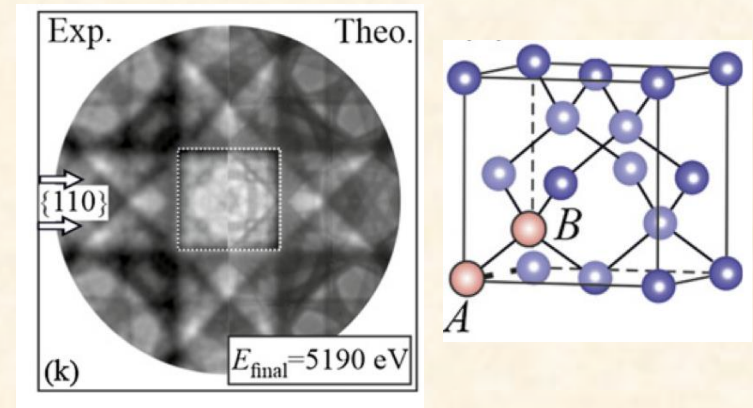 Exp. Theo.
{110}
(k) E_final=5190 eV
B
A